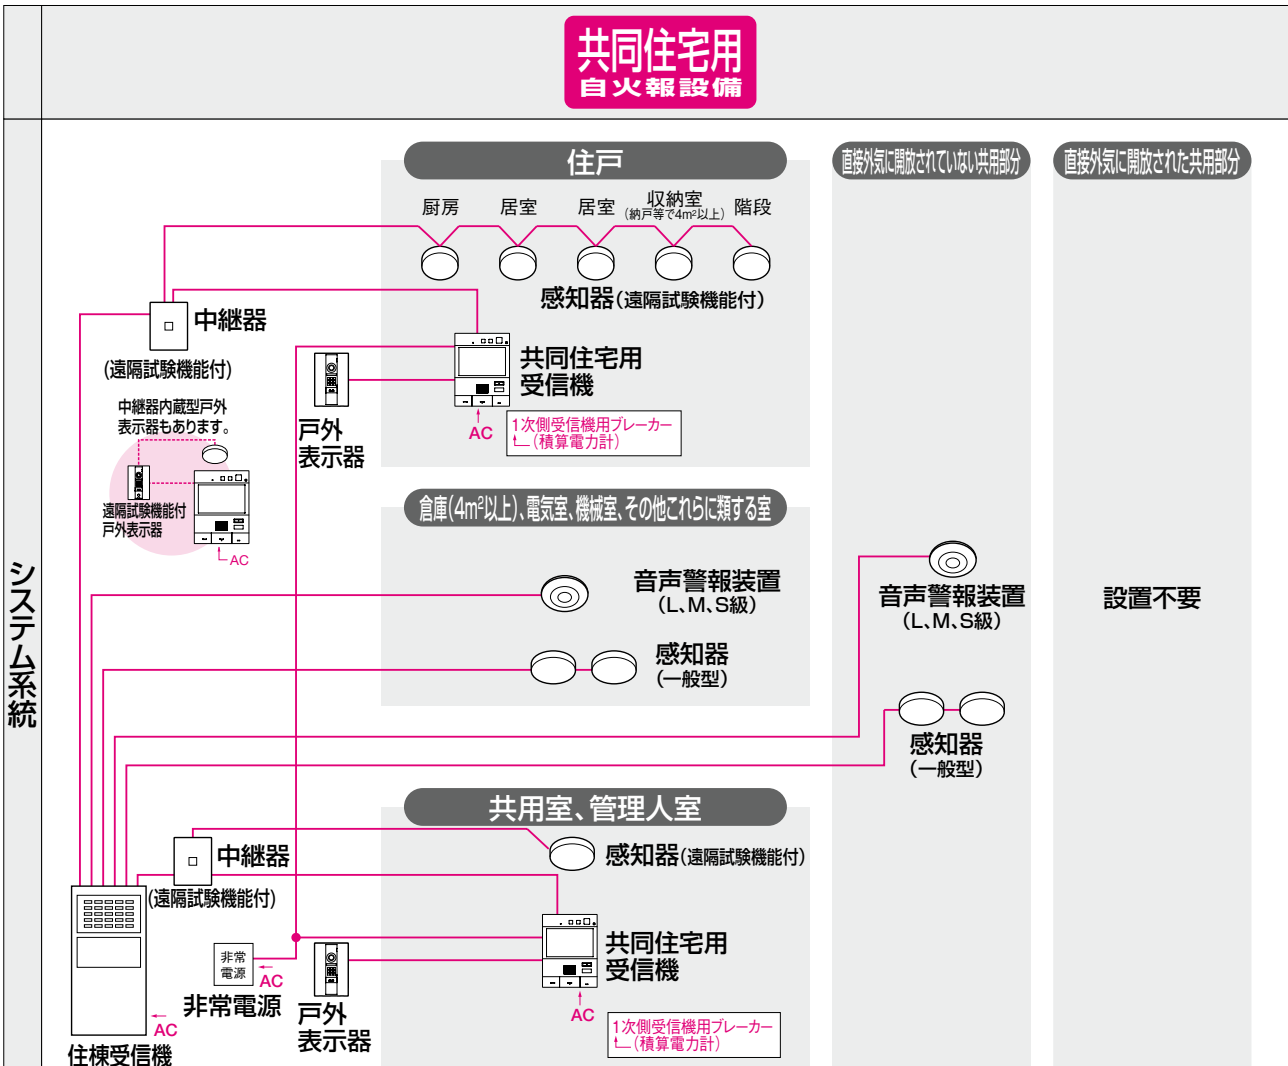 共同住宅用
自火報設備
システム系統
住戸
直接外気に開放されていない共用部分
直接外気に開放された共用部分
厨房
居室
居室
収納室
(納戸等で4m²以上)
階段
感知器(遠隔試験機能付)
中継器
(遠隔試験機能付)
共同住宅用
受信機
戸外
表示器
AC
1次側受信機用ブレーカー
(積算電力計)
中継器内蔵型戸外
表示器もあります。
遠隔試験機能付
戸外表示器
AC
倉庫(4m²以上)、電気室、機械室、その他これらに類する室
音声警報装置
(L、M、S級)
感知器
(一般型)
音声警報装置
(L、M、S級)
設置不要
感知器
(一般型)
共用室、管理人室
中継器
(遠隔試験機能付)
感知器(遠隔試験機能付)
共同住宅用
受信機
非常
電源
AC
非常電源
戸外
表示器
AC
1次側受信機用ブレーカー
(積算電力計)
AC
住棟受信機